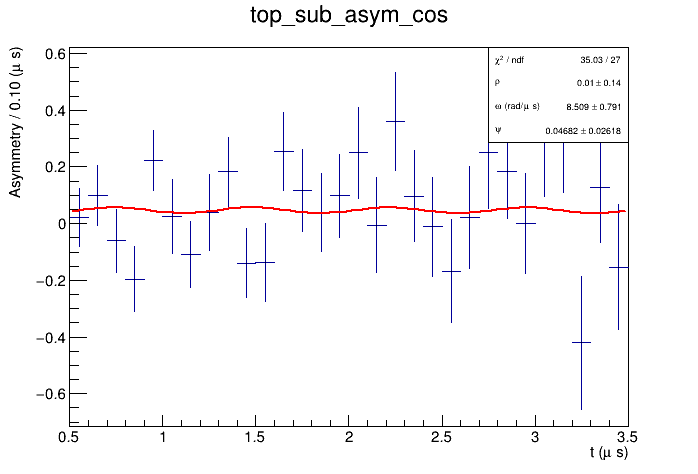 top_sub_asym_cos
Asymmetry / 0.10 (μ s)
χ² / ndf 35.03 / 27
ρ 0.01 ± 0.14
ω (rad/μ s) 8.509 ± 0.791
ψ 0.04682 ± 0.02618
0.6
0.4
0.2
0
−0.2
−0.4
−0.6
0.5 1 1.5 2 2.5 3 3.5
t (μ s)